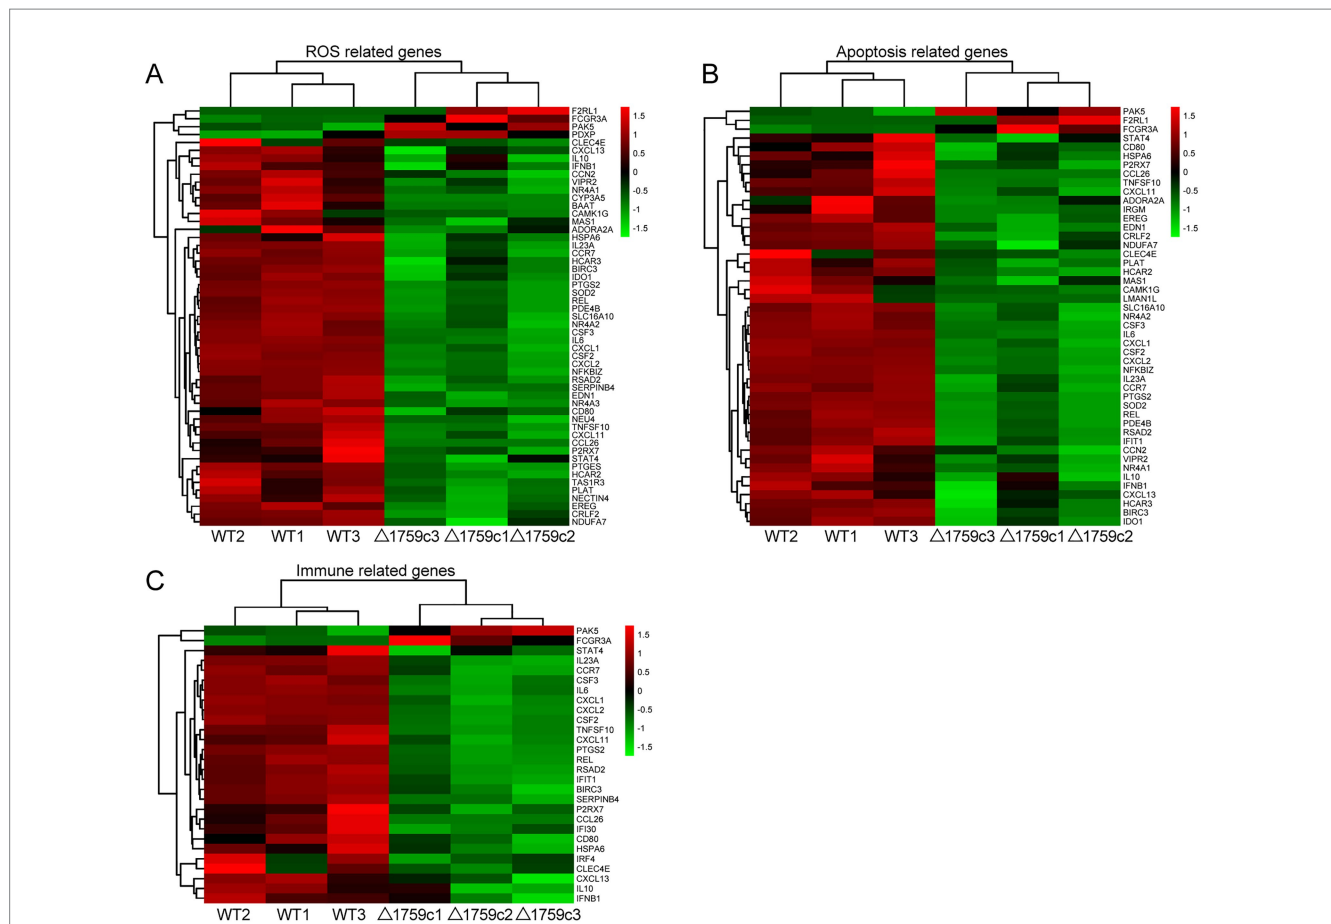 ROS related genes
A
F2RL1
FCGR3A
PAK5
PDXP
CLEC4E
CXCL13
IL10
IFNB1
CCN2
VIPR2
NR4A1
CYP3A5
BAAT
CAMK1G
MAS1
ADORA2A
HSPA6
IL23A
CCR7
HCAR3
BIRC3
IDO1
PTGS2
SOD2
REL
PDE4B
SLC16A10
NR4A2
CSF3
IL6
CXCL1
CSF2
CXCL2
NFKBIZ
RSAD2
SERPINB4
EDN1
NR4A3
CD80
NEU4
TNFSF10
CXCL11
CCL26
P2RX7
STAT4
PTGES
HCAR2
TAS1R3
PLAT
NECTIN4
EREG
CRLF2
NDUFA7
1.5
1
0.5
0
-0.5
-1
-1.5
WT2 WT1 WT3 △1759c3 △1759c1 △1759c2
Apoptosis related genes
B
PAK5
F2RL1
FCGR3A
STAT4
CD80
HSPA6
P2RX7
CCL26
TNFSF10
CXCL11
ADORA2A
IRGM
EREG
EDN1
CRLF2
NDUFA7
CLEC4E
PLAT
HCAR2
MAS1
CAMK1G
LMAN1L
SLC16A10
NR4A2
CSF3
IL6
CXCL1
CSF2
CXCL2
NFKBIZ
IL23A
CCR7
PTGS2
SOD2
REL
PDE4B
RSAD2
IFIT1
CCN2
VIPR2
NR4A1
IL10
IFNB1
CXCL13
HCAR3
BIRC3
IDO1
1.5
1
0.5
0
-0.5
-1
-1.5
WT2 WT1 WT3 △1759c3 △1759c1 △1759c2
Immune related genes
C
PAK5
FCGR3A
STAT4
IL23A
CCR7
CSF3
IL6
CXCL1
CXCL2
CSF2
TNFSF10
CXCL11
PTGS2
REL
RSAD2
IFIT1
BIRC3
SERPINB4
P2RX7
CCL26
IFI30
CD80
HSPA6
IRF4
CLEC4E
CXCL13
IL10
IFNB1
1.5
1
0.5
0
-0.5
-1
-1.5
WT2 WT1 WT3 △1759c1 △1759c2 △1759c3